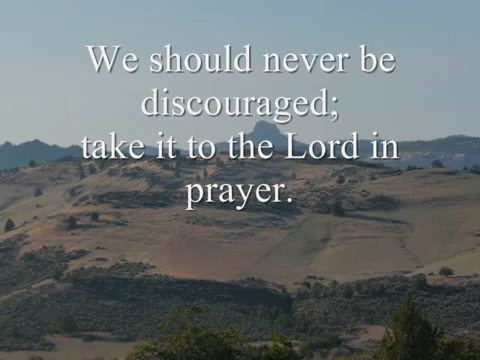 We should never be
discouraged;
take it to the Lord in
prayer.